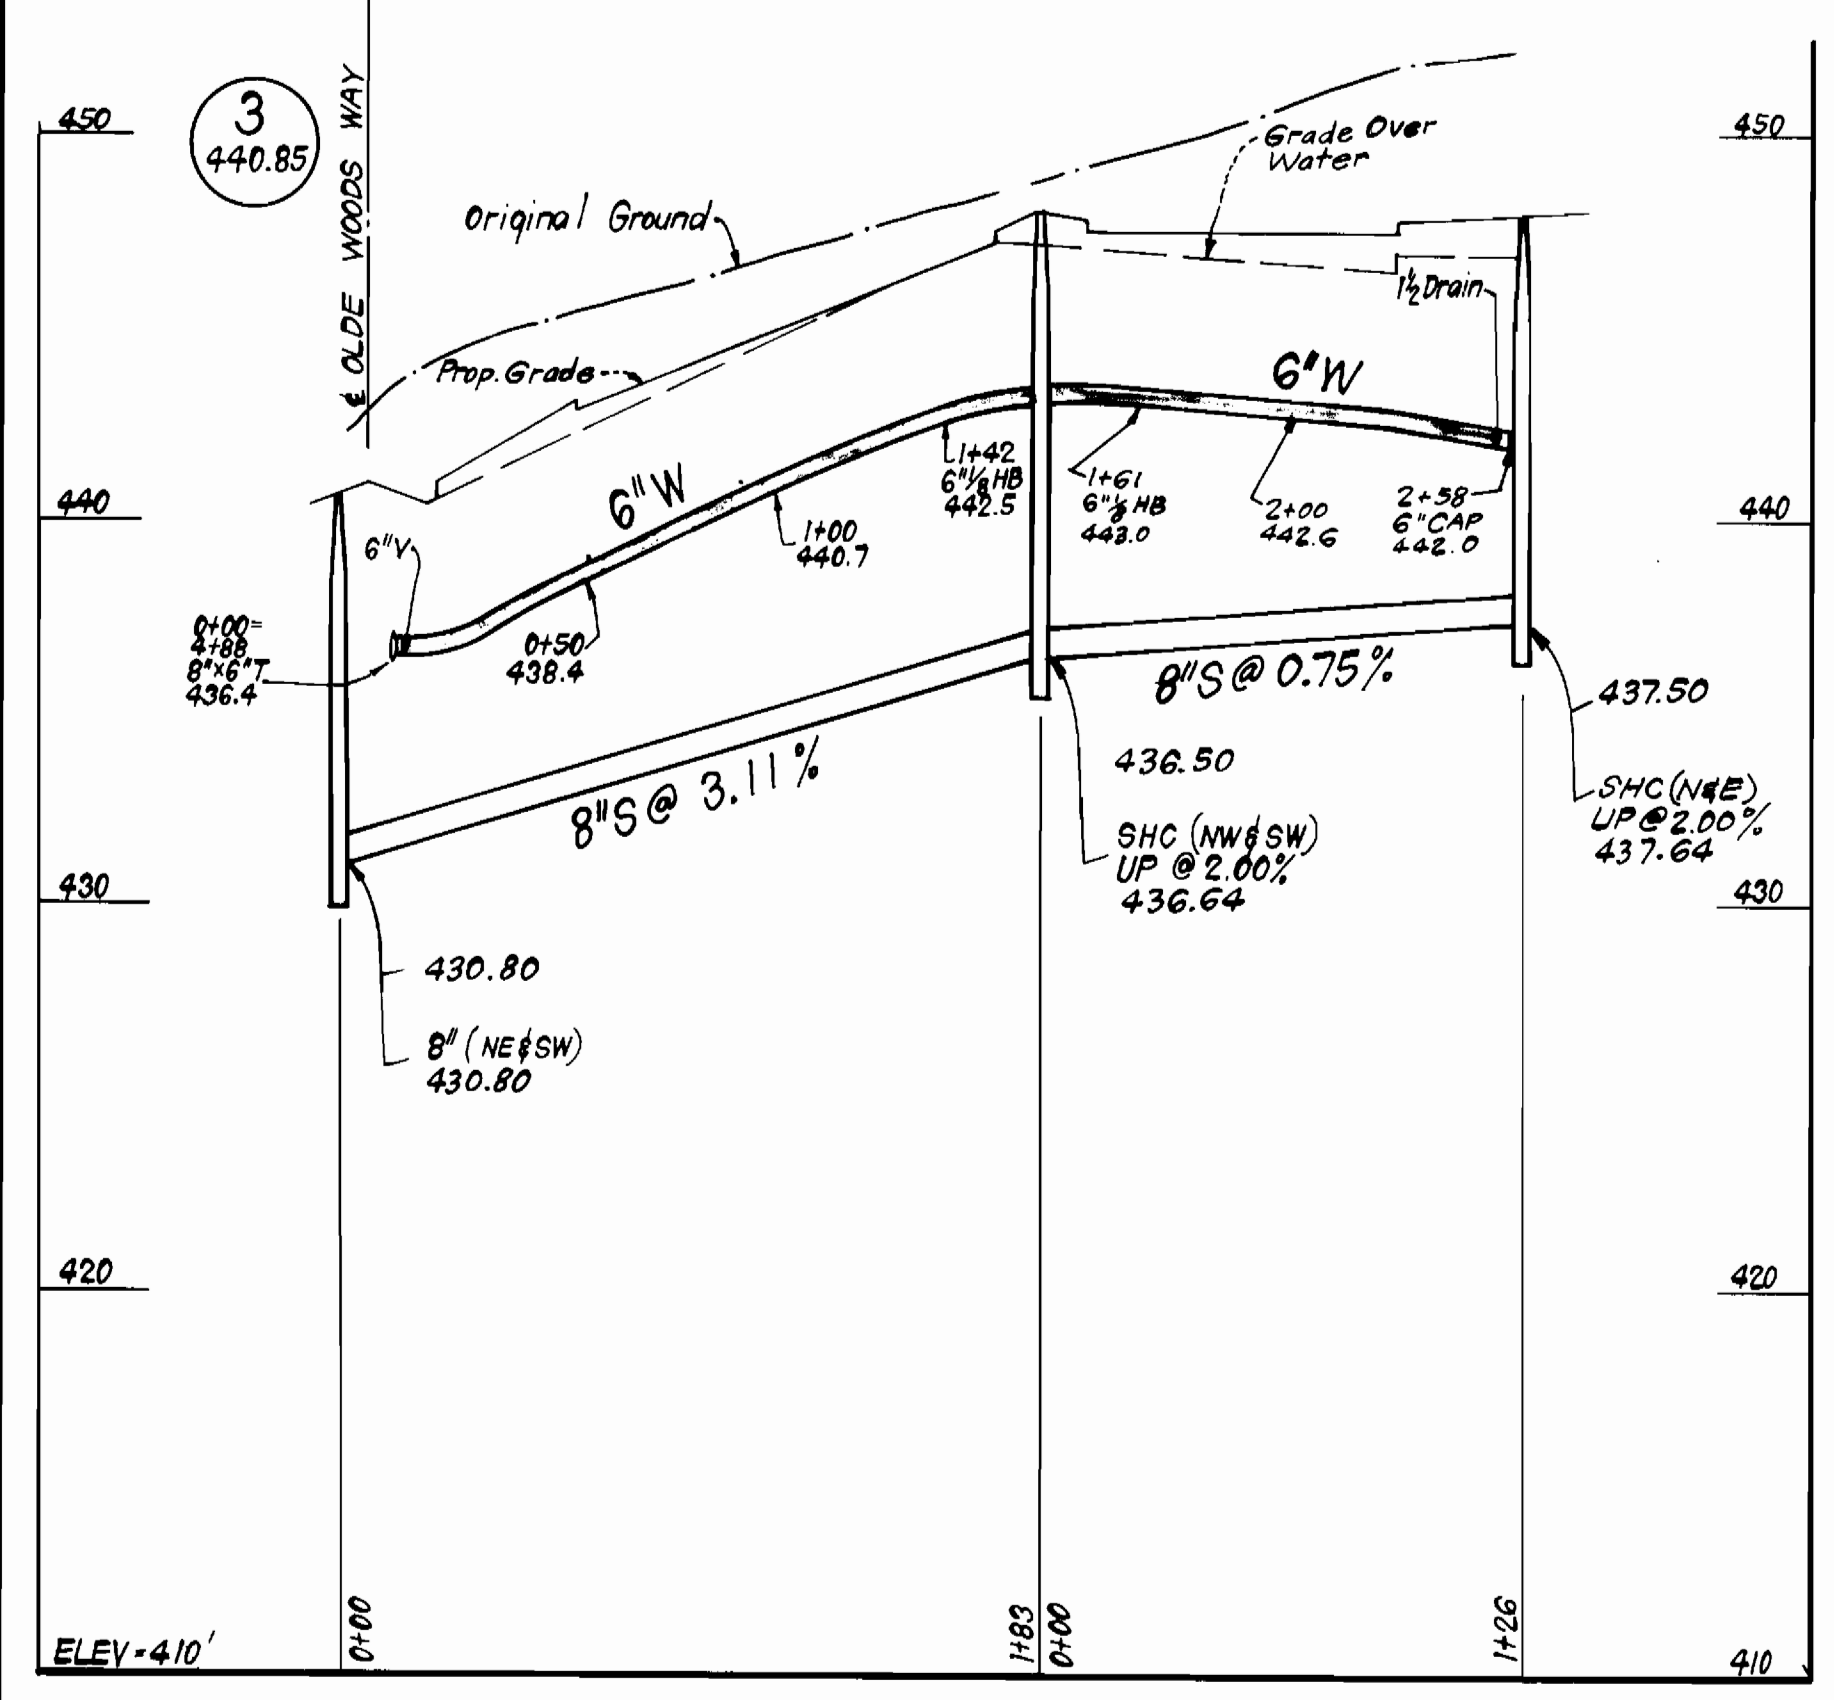 450
3
440.85
℄ OLDE WOODS WAY
450
Grade Over
Water
Original Ground
1½ Drain
Prop. Grade
6"W
6"W
1+42
6"⅛ HB
442.5
1+61
6"⅛ HB
443.0
2+00
442.6
2+58
6"CAP
442.0
440
440
1+00
440.7
6"V
0+00=
4+88
8"x6"T
436.4
0+50
438.4
8"S @ 0.75%
437.50
436.50
8"S @ 3.11%
SHC (N&E)
UP @ 2.00%
437.64
SHC (NW&SW)
UP @ 2.00%
436.64
430
430
430.80
8" (NE&SW)
430.80
420
420
0+00
1+83
0+00
1+26
ELEV=410'
410